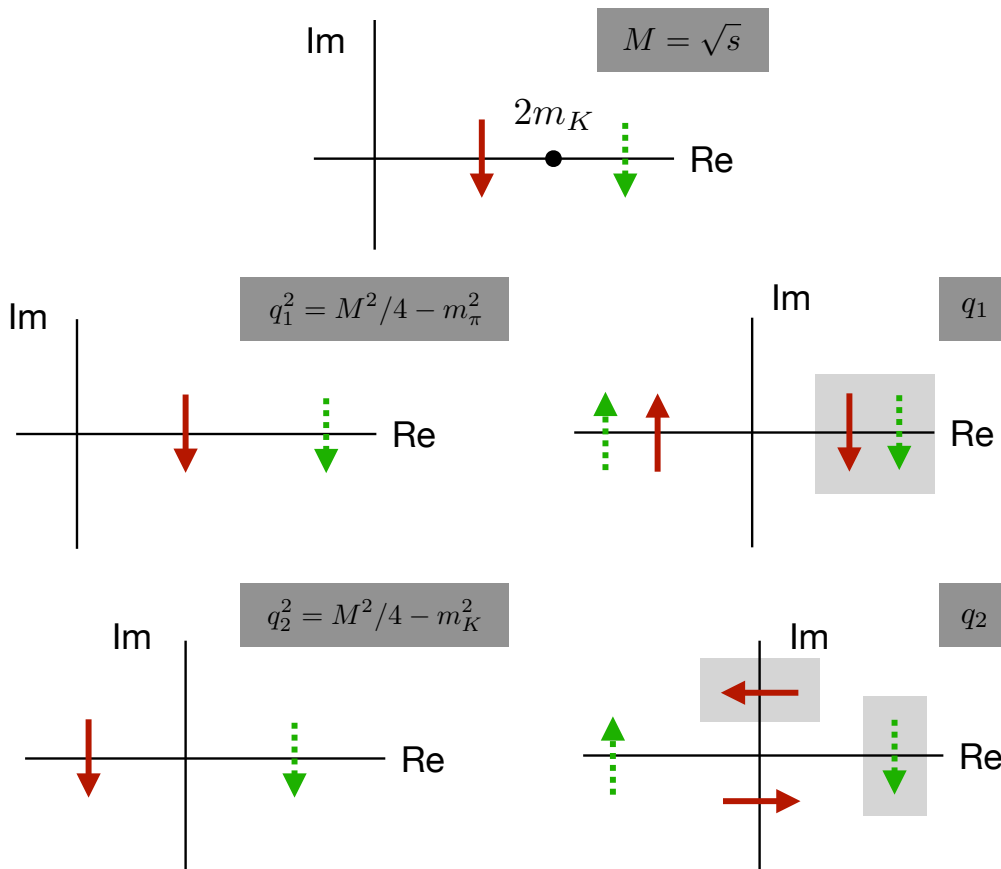 Im
M = √s
2m_K
Re
Im
q_1^2 = M^2/4 − m_π^2
Re
Im
q_1
Re
Im
q_2^2 = M^2/4 − m_K^2
Re
Im
q_2
Re